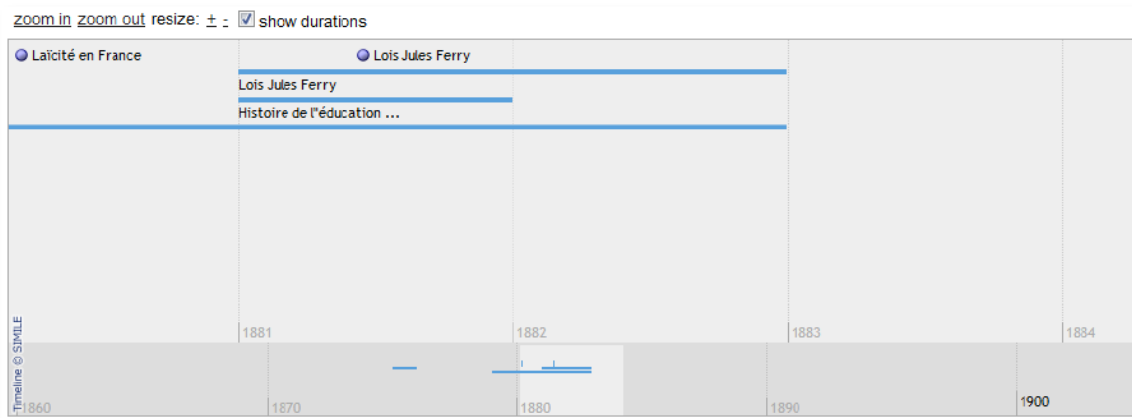 zoom in zoom out resize: + - show durations
Laïcité en France Lois Jules Ferry
Lois Jules Ferry
Histoire de l"éducation ...
1881 1882 1883 1884
Timeline © SIMILE
1860 1870 1880 1890 1900